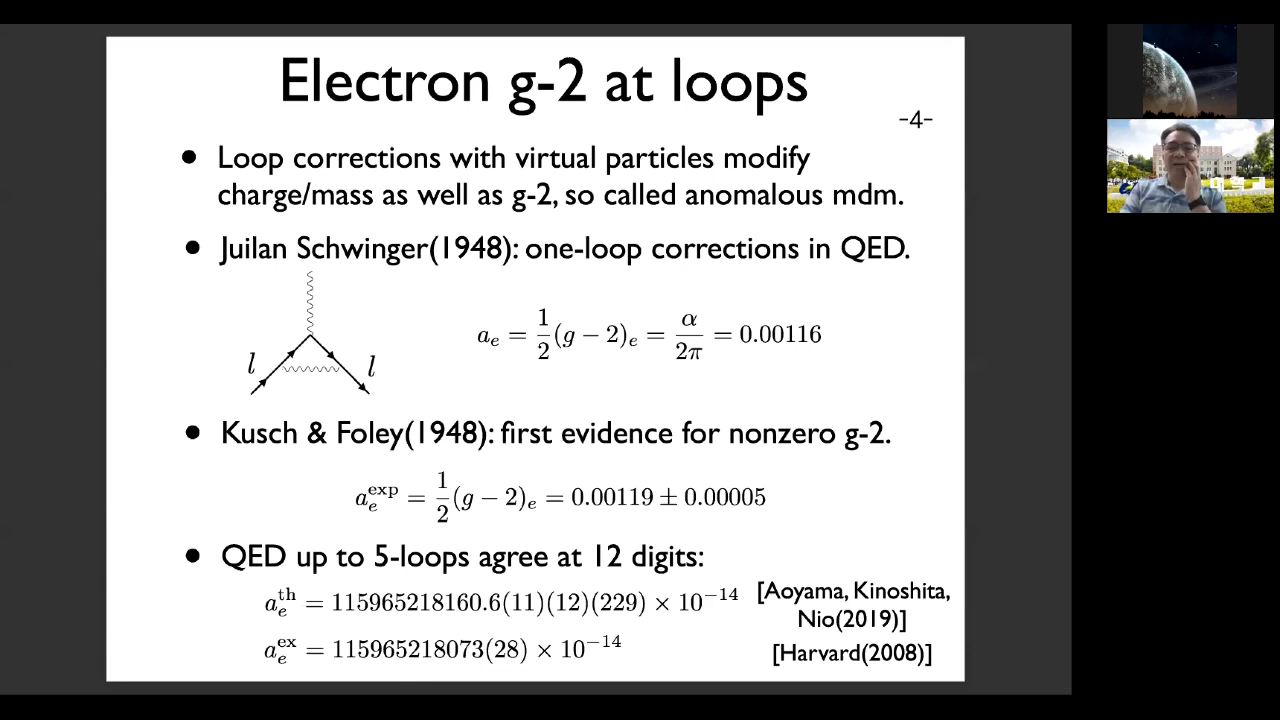 Electron g-2 at loops
-4-
• Loop corrections with virtual particles modify
charge/mass as well as g-2, so called anomalous mdm.
• Juilan Schwinger(1948): one-loop corrections in QED.
l l
a_e = 1/2 (g − 2)_e = α/2π = 0.00116
• Kusch & Foley(1948): first evidence for nonzero g-2.
a_e^exp = 1/2 (g − 2)_e = 0.00119 ± 0.00005
• QED up to 5-loops agree at 12 digits:
a_e^th = 115965218160.6(11)(12)(229) × 10^−14 [Aoyama, Kinoshita,
Nio(2019)]
a_e^ex = 115965218073(28) × 10^−14 [Harvard(2008)]